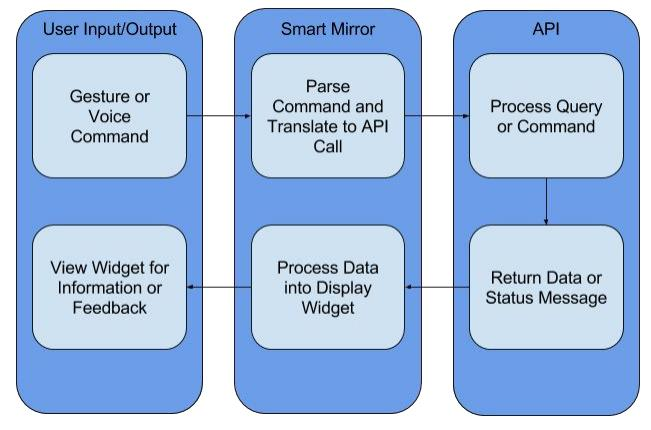 User Input/Output
Smart Mirror
API
Gesture or
Voice
Command
Parse
Command and
Translate to API
Call
Process Query
or Command
View Widget for
Information or
Feedback
Process Data
into Display
Widget
Return Data or
Status Message